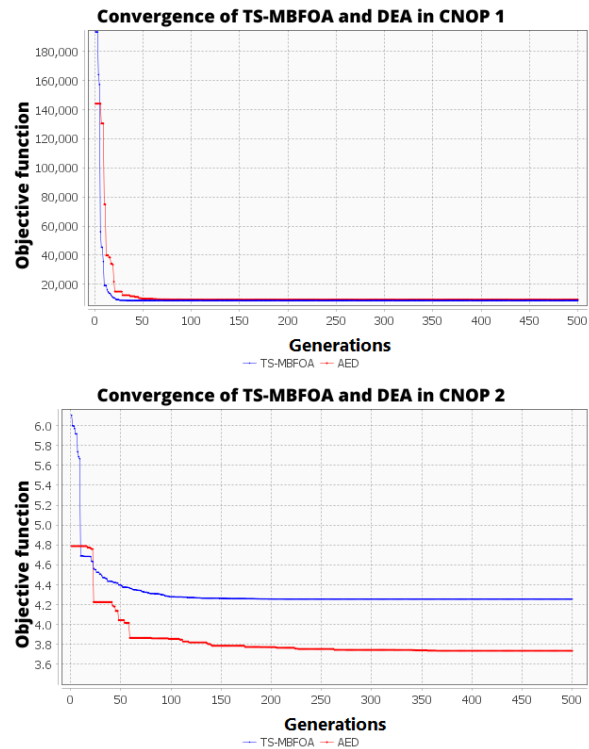 Convergence of TS-MBFOA and DEA in CNOP 1
Objective function
180,000
160,000
140,000
120,000
100,000
80,000
60,000
40,000
20,000
0 50 100 150 200 250 300 350 400 450 500
Generations
TS-MBFOA AED
Convergence of TS-MBFOA and DEA in CNOP 2
Objective function
6.0
5.8
5.6
5.4
5.2
5.0
4.8
4.6
4.4
4.2
4.0
3.8
3.6
0 50 100 150 200 250 300 350 400 450 500
Generations
TS-MBFOA AED